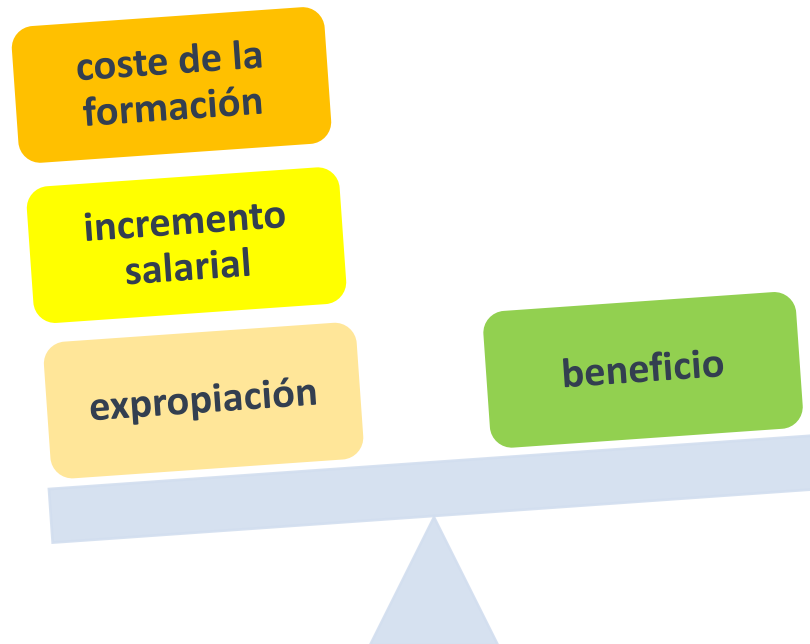 coste de la
formación
incremento
salarial
expropiación
beneficio